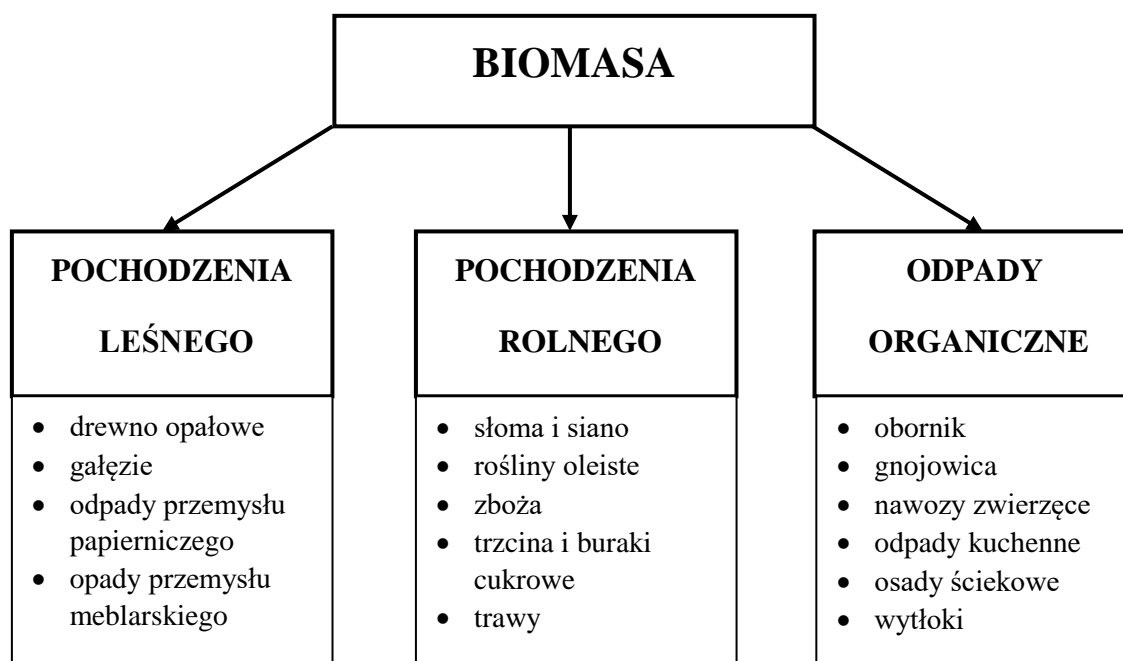 BIOMASA
POCHODZENIA
LEŚNEGO
• drewno opałowe
• gałęzie
• odpady przemysłu
papierniczego
• opady przemysłu
meblarskiego
POCHODZENIA
ROLNEGO
• słoma i siano
• rośliny oleiste
• zboża
• trzcina i buraki
cukrowe
• trawy
ODPADY
ORGANICZNE
• obornik
• gnojowica
• nawozy zwierzęce
• odpady kuchenne
• osady ściekowe
• wytłoki